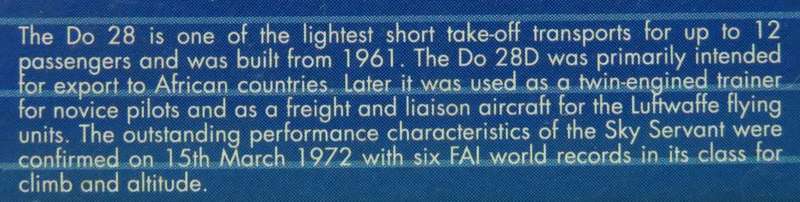 The Do 28 is one of the lightest short take-off transports for up to 12
passengers and was built from 1961. The Do 28D was primarily intended
for export to African countries. Later it was used as a twin-engined trainer
for novice pilots and as a freight and liaison aircraft for the Luftwaffe flying
units. The outstanding performance characteristics of the Sky Servant were
confirmed on 15th March 1972 with six FAI world records in its class for
climb and altitude.